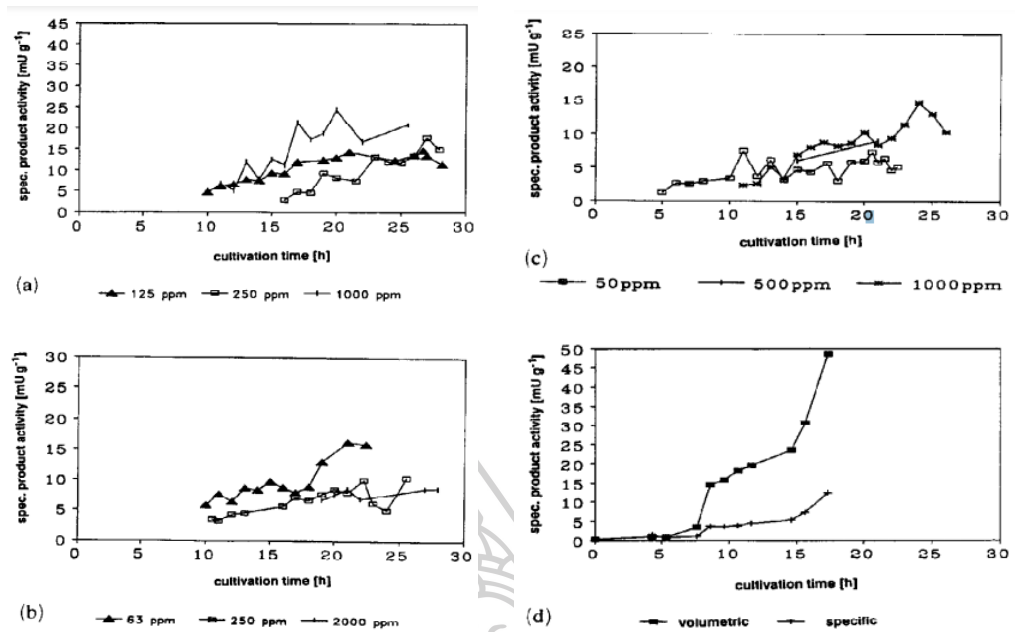 spec. product activity [mU g⁻¹]
45
40
35
30
25
20
15
10
5
0
0 5 10 15 20 25 30
cultivation time [h]
(a)
125 ppm 250 ppm 1000 ppm
spec. product activity [mU g⁻¹]
25
20
15
10
5
0
0 5 10 15 20 25 30
cultivation time [h]
(c)
50ppm 500ppm 1000ppm
spec. product activity [mU g⁻¹]
30
25
20
15
10
5
0
0 5 10 15 20 25 30
cultivation time [h]
(b)
63 ppm 250 ppm 2000 ppm
spec. product activity [mU g⁻¹]
50
45
40
35
30
25
20
15
10
5
0
0 5 10 15 20 25 30
cultivation time [h]
(d)
volumetric specific